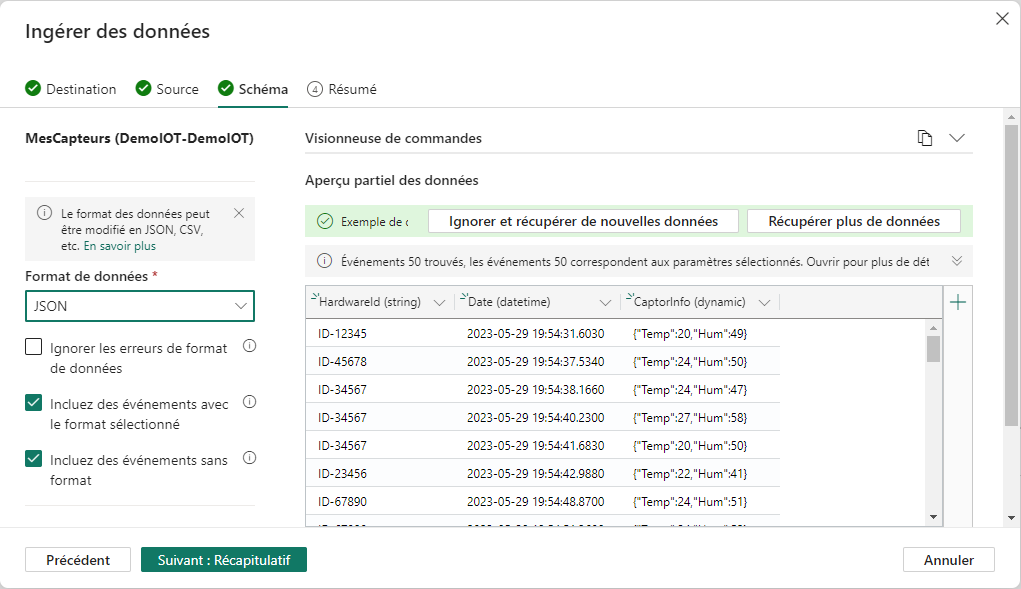 Ingérer des données
Destination
Source
Schéma
4 Résumé
MesCapteurs (DemoIOT-DemoIOT)
Le format des données peut
être modifié en JSON, CSV,
etc. En savoir plus
Format de données *
JSON
Ignorer les erreurs de format
de données
Incluez des événements avec
le format sélectionné
Incluez des événements sans
format
Visionneuse de commandes
Aperçu partiel des données
Exemple de Ignorer et récupérer de nouvelles données Récupérer plus de données
Événements 50 trouvés, les événements 50 correspondent aux paramètres sélectionnés. Ouvrir pour plus de dét
HardwareId (string) Date (datetime) CaptorInfo (dynamic)
ID-12345 2023-05-29 19:54:31.6030 {"Temp":20,"Hum":49}
ID-45678 2023-05-29 19:54:37.5340 {"Temp":24,"Hum":50}
ID-34567 2023-05-29 19:54:38.1660 {"Temp":24,"Hum":47}
ID-34567 2023-05-29 19:54:40.2300 {"Temp":27,"Hum":58}
ID-34567 2023-05-29 19:54:41.6830 {"Temp":20,"Hum":50}
ID-23456 2023-05-29 19:54:42.9880 {"Temp":22,"Hum":41}
ID-67890 2023-05-29 19:54:48.8700 {"Temp":24,"Hum":51}
Précédent
Suivant : Récapitulatif
Annuler